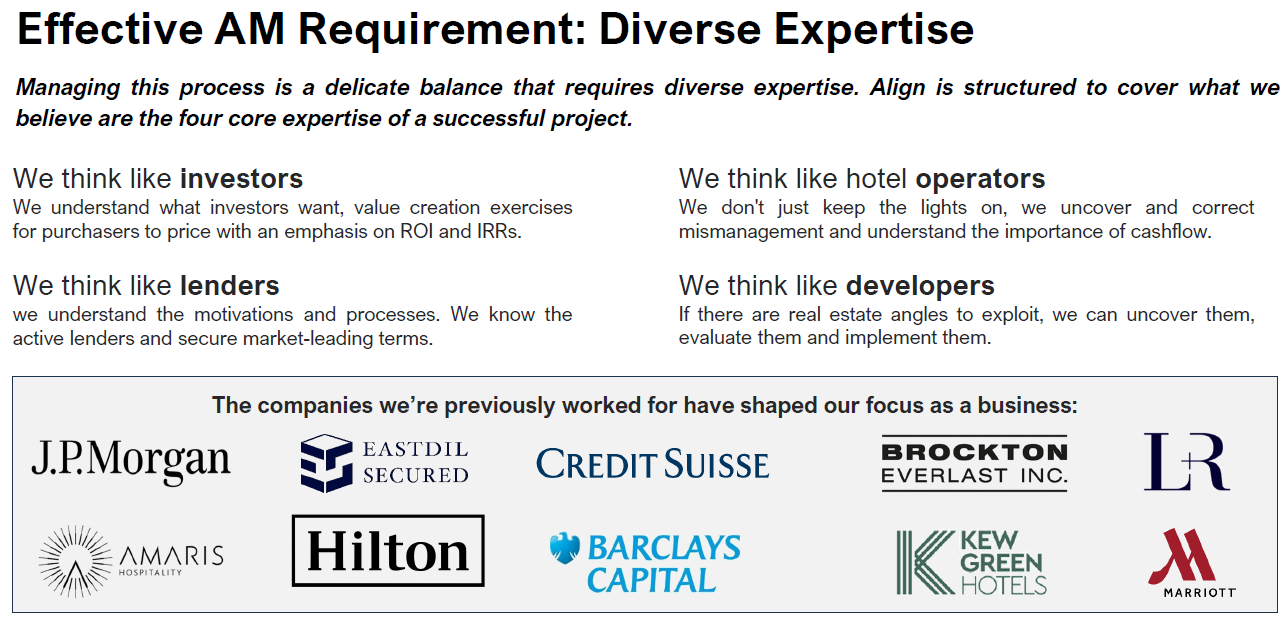 Effective AM Requirement: Diverse Expertise
Managing this process is a delicate balance that requires diverse expertise. Align is structured to cover what we
believe are the four core expertise of a successful project.
We think like investors
We understand what investors want, value creation exercises
for purchasers to price with an emphasis on ROI and IRRs.
We think like hotel operators
We don't just keep the lights on, we uncover and correct
mismanagement and understand the importance of cashflow.
We think like lenders
we understand the motivations and processes. We know the
active lenders and secure market-leading terms.
We think like developers
If there are real estate angles to exploit, we can uncover them,
evaluate them and implement them.
The companies we’re previously worked for have shaped our focus as a business:
J.P.Morgan
EASTDIL
SECURED
CREDIT SUISSE
BROCKTON
EVERLAST INC.
L+R
AMARIS
HOSPITALITY
Hilton
BARCLAYS
CAPITAL
KEW
GREEN
HOTELS
MARRIOTT